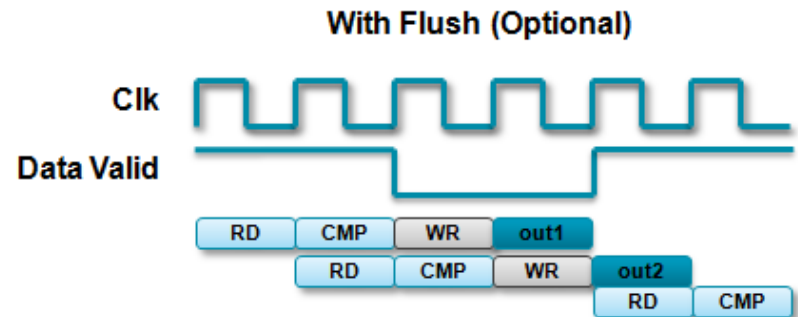 With Flush (Optional)
Clk
Data Valid
RD CMP WR out1
RD CMP WR out2
RD CMP